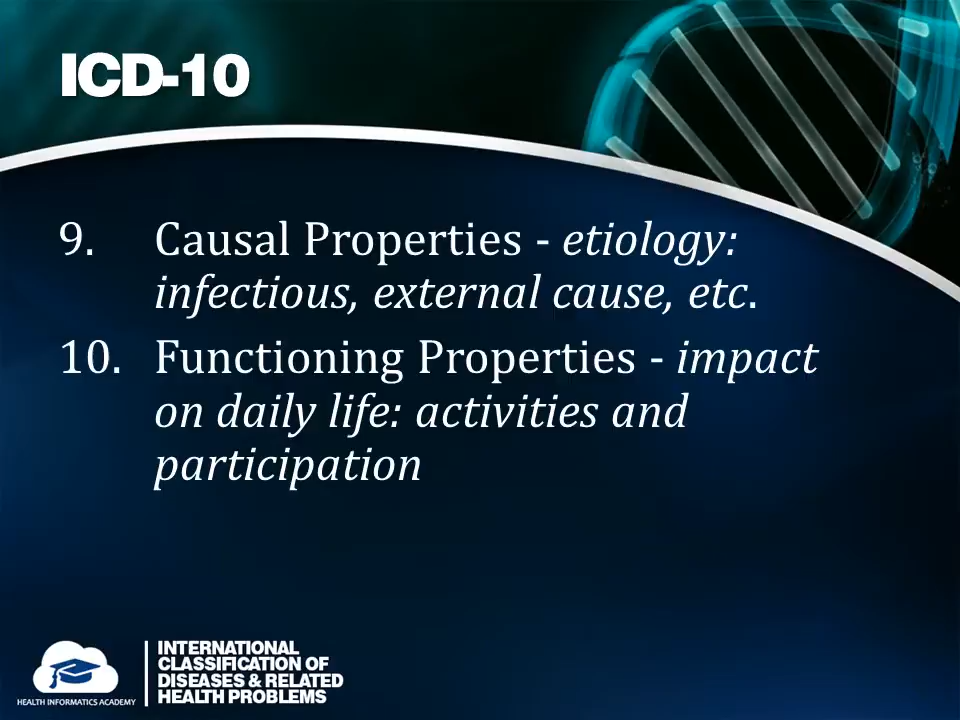 ICD-10
9. Causal Properties - etiology:
infectious, external cause, etc.
10. Functioning Properties - impact
on daily life: activities and
participation
HEALTH INFORMATICS ACADEMY
INTERNATIONAL
CLASSIFICATION OF
DISEASES & RELATED
HEALTH PROBLEMS